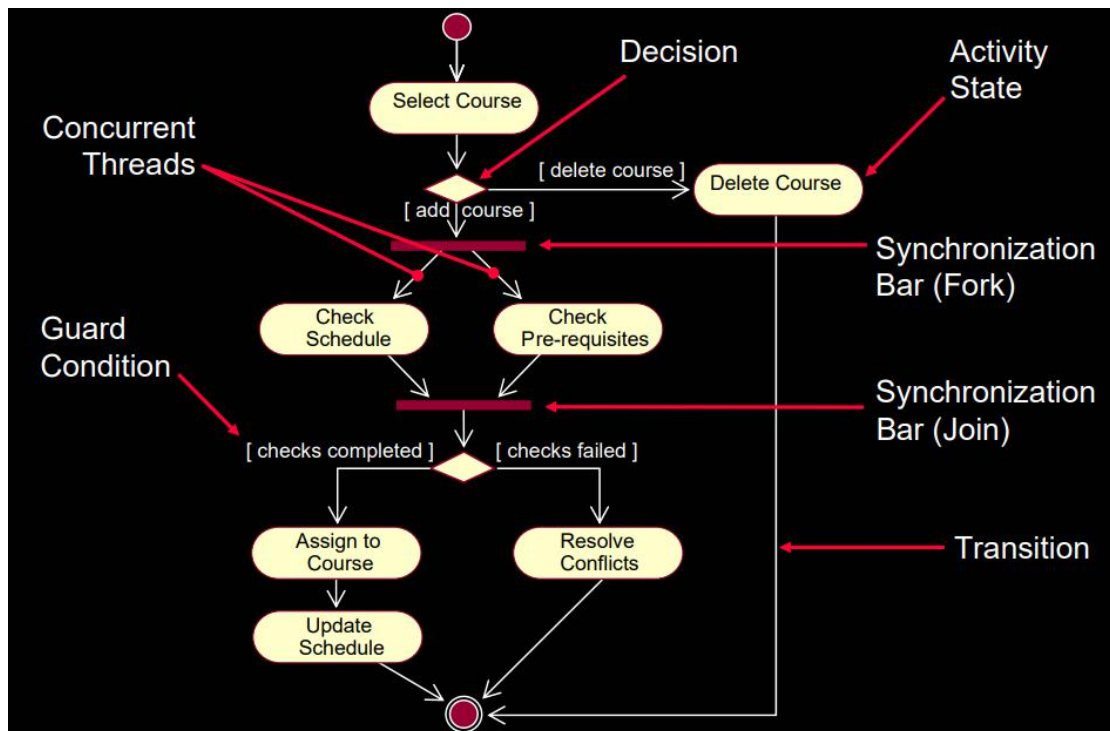 Decision
Activity
State
Select Course
Concurrent
Threads
[ delete course ]
Delete Course
[ add course ]
Synchronization
Bar (Fork)
Check
Schedule
Check
Pre-requisites
Guard
Condition
Synchronization
Bar (Join)
[ checks completed ]
[ checks failed ]
Assign to
Course
Resolve
Conflicts
Transition
Update
Schedule